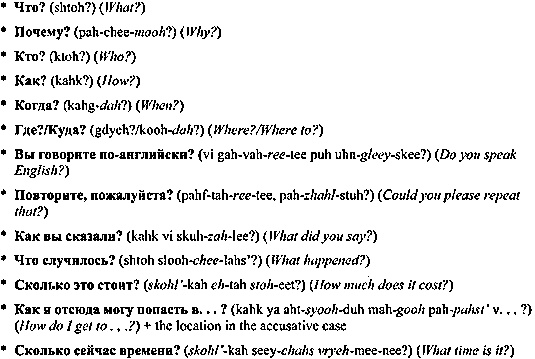 * Что? (shtoh?) (What?)
* Почему? (pah-chee-mooh?) (Why?)
* Кто? (ktoh?) (Who?)
* Как? (kahk?) (How?)
* Когда? (kahg-dah?) (When?)
* Где?/Куда? (gdyeh?/kooh-dah?) (Where?/Where to?)
* Вы говорите по-английски? (vi gah-vah-ree-tee puh uhn-gleey-skee?) (Do you speak
English?)
* Повторите, пожалуйста? (pahf-tah-ree-tee, pah-zhahl-stuh?) (Could you please repeat
that?)
* Как вы сказали? (kahk vi skuh-zah-lee?) (What did you say?)
* Что случилось? (shtoh slooh-chee-lahs'?) (What happened?)
* Сколько это стоит? (skohl'-kah eh-tah stoh-eet?) (How much does it cost?)
* Как я отсюда могу попасть в. . . ? (kahk ya aht-syooh-duh mah-gooh pah-pahst' v. . . ?)
(How do I get to . . .?) + the location in the accusative case
* Сколько сейчас времени? (skohl'-kah seey-chahs vryeh-mee-nee?) (What time is it?)